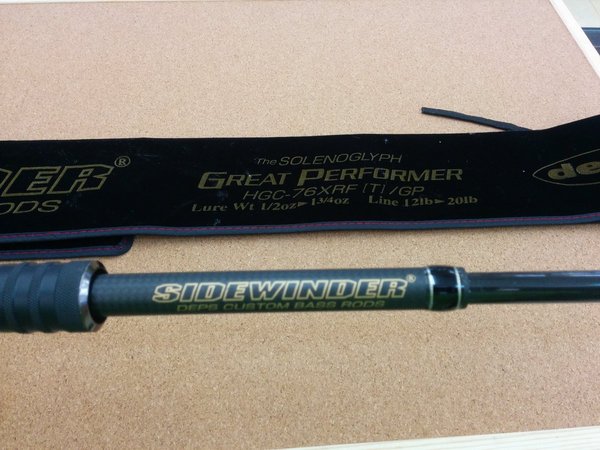 DER®
RODS
The SOLENOGLYPH
GREAT PERFORMER
HGC-76XRF(T)/GP
Lure Wt 1/2oz▸1 3/4oz Line 12lb▸20lb
de
SIDEWINDER®
DEPS CUSTOM BASS RODS